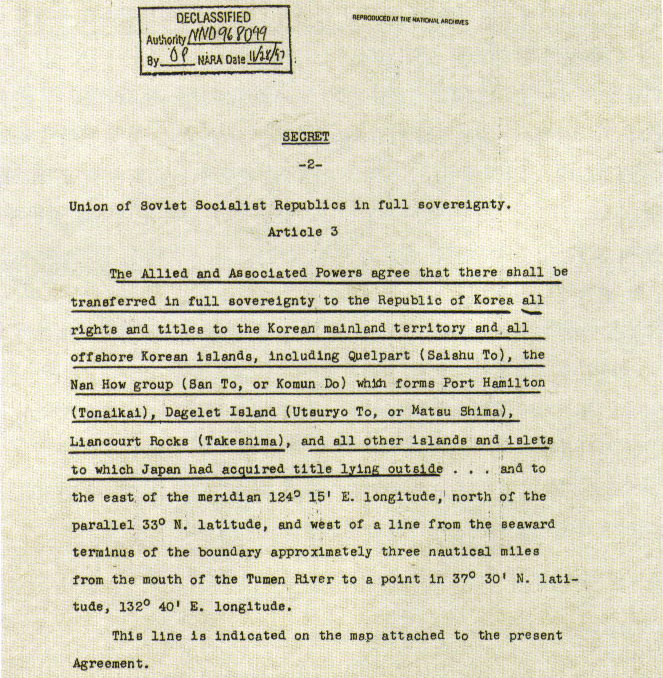 DECLASSIFIED
Authority NND968099
By OP NARA Date 11/28/97
REPRODUCED AT THE NATIONAL ARCHIVES
SECRET
-2-
Union of Soviet Socialist Republics in full sovereignty.
Article 3
The Allied and Associated Powers agree that there shall be
transferred in full sovereignty to the Republic of Korea all
rights and titles to the Korean mainland territory and all
offshore Korean islands, including Quelpart (Saishu To), the
Nan How group (San To, or Komun Do) which forms Port Hamilton
(Tonaikai), Dagelet Island (Utsuryo To, or Matsu Shima),
Liancourt Rocks (Takeshima), and all other islands and islets
to which Japan had acquired title lying outside . . . and to
the east of the meridian 124° 15' E. longitude, north of the
parallel 33° N. latitude, and west of a line from the seaward
terminus of the boundary approximately three nautical miles
from the mouth of the Tumen River to a point in 37° 30' N. lati-
tude, 132° 40' E. longitude.
This line is indicated on the map attached to the present
Agreement.